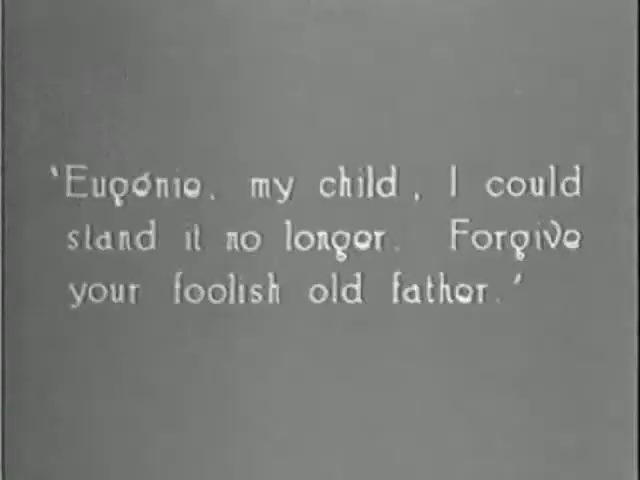 'Eugénie, my child, I could
stand it no longer. Forgive
your foolish old father.'